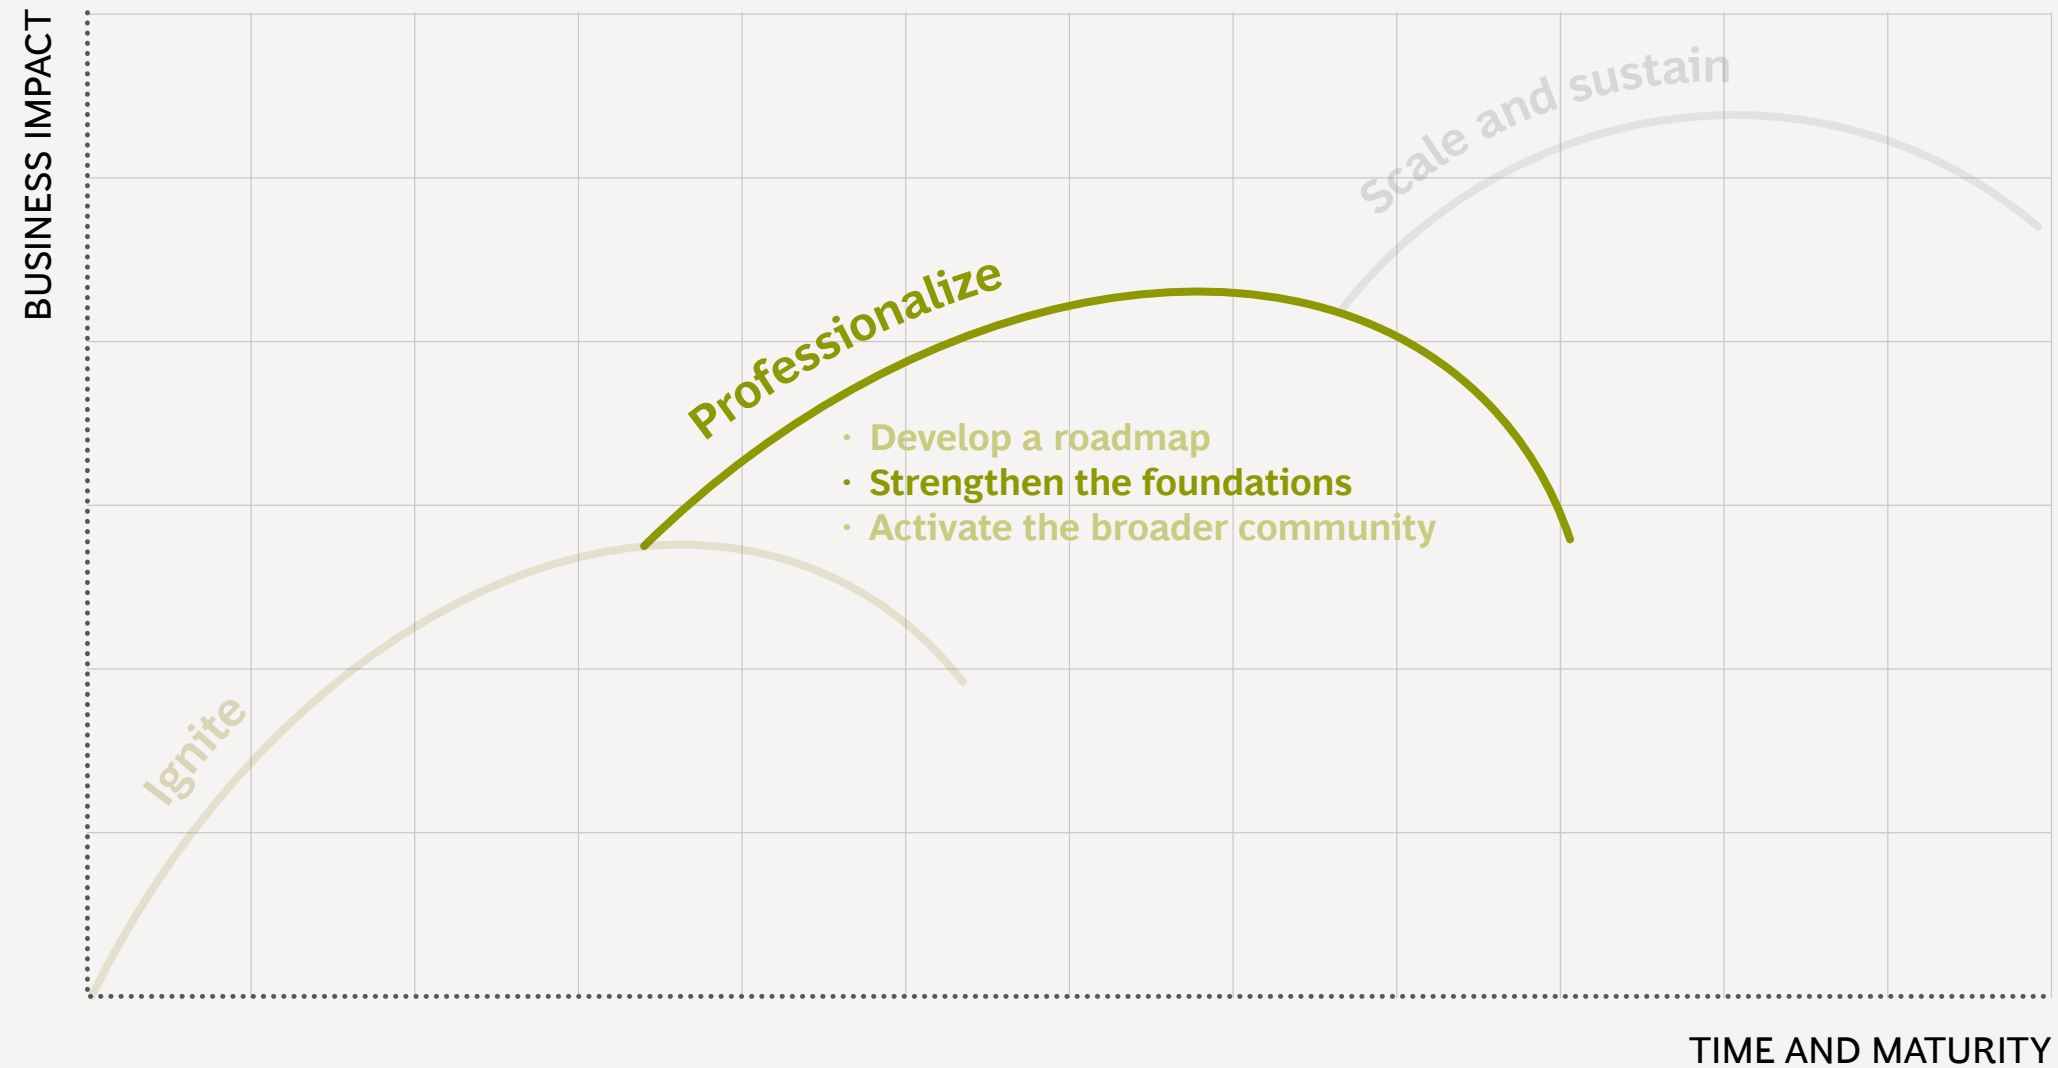 BUSINESS IMPACT
Scale and sustain
Professionalize
· Develop a roadmap
· Strengthen the foundations
· Activate the broader community
Ignite
TIME AND MATURITY